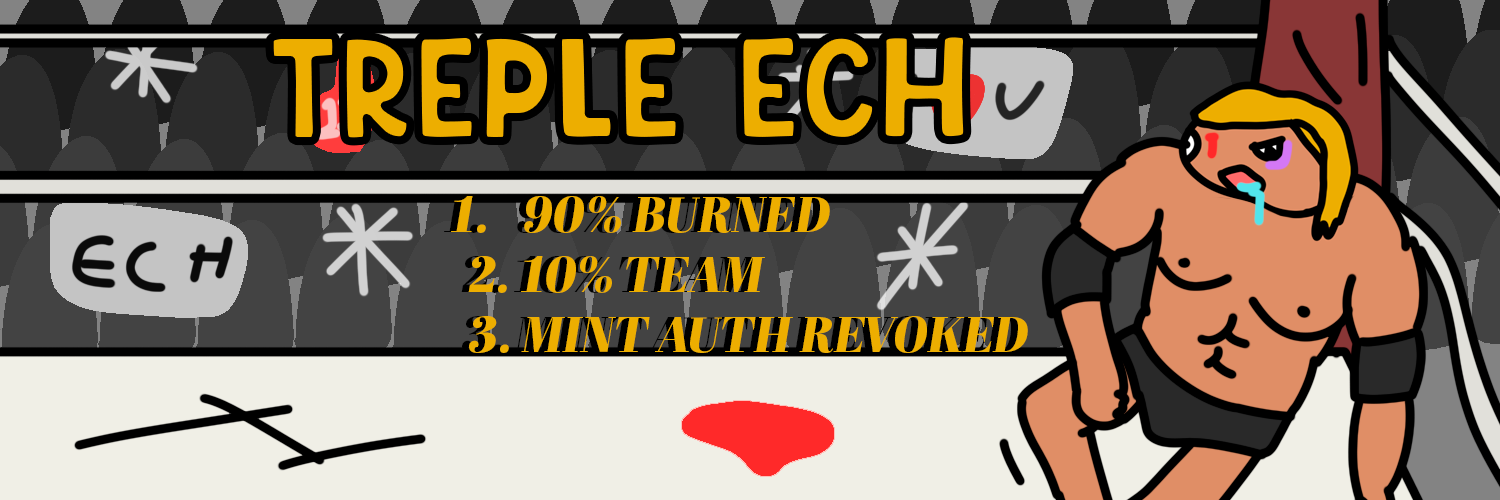 TREPLE ECH
U
ECH
1. 90% BURNED
2. 10% TEAM
3. MINT AUTH REVOKED